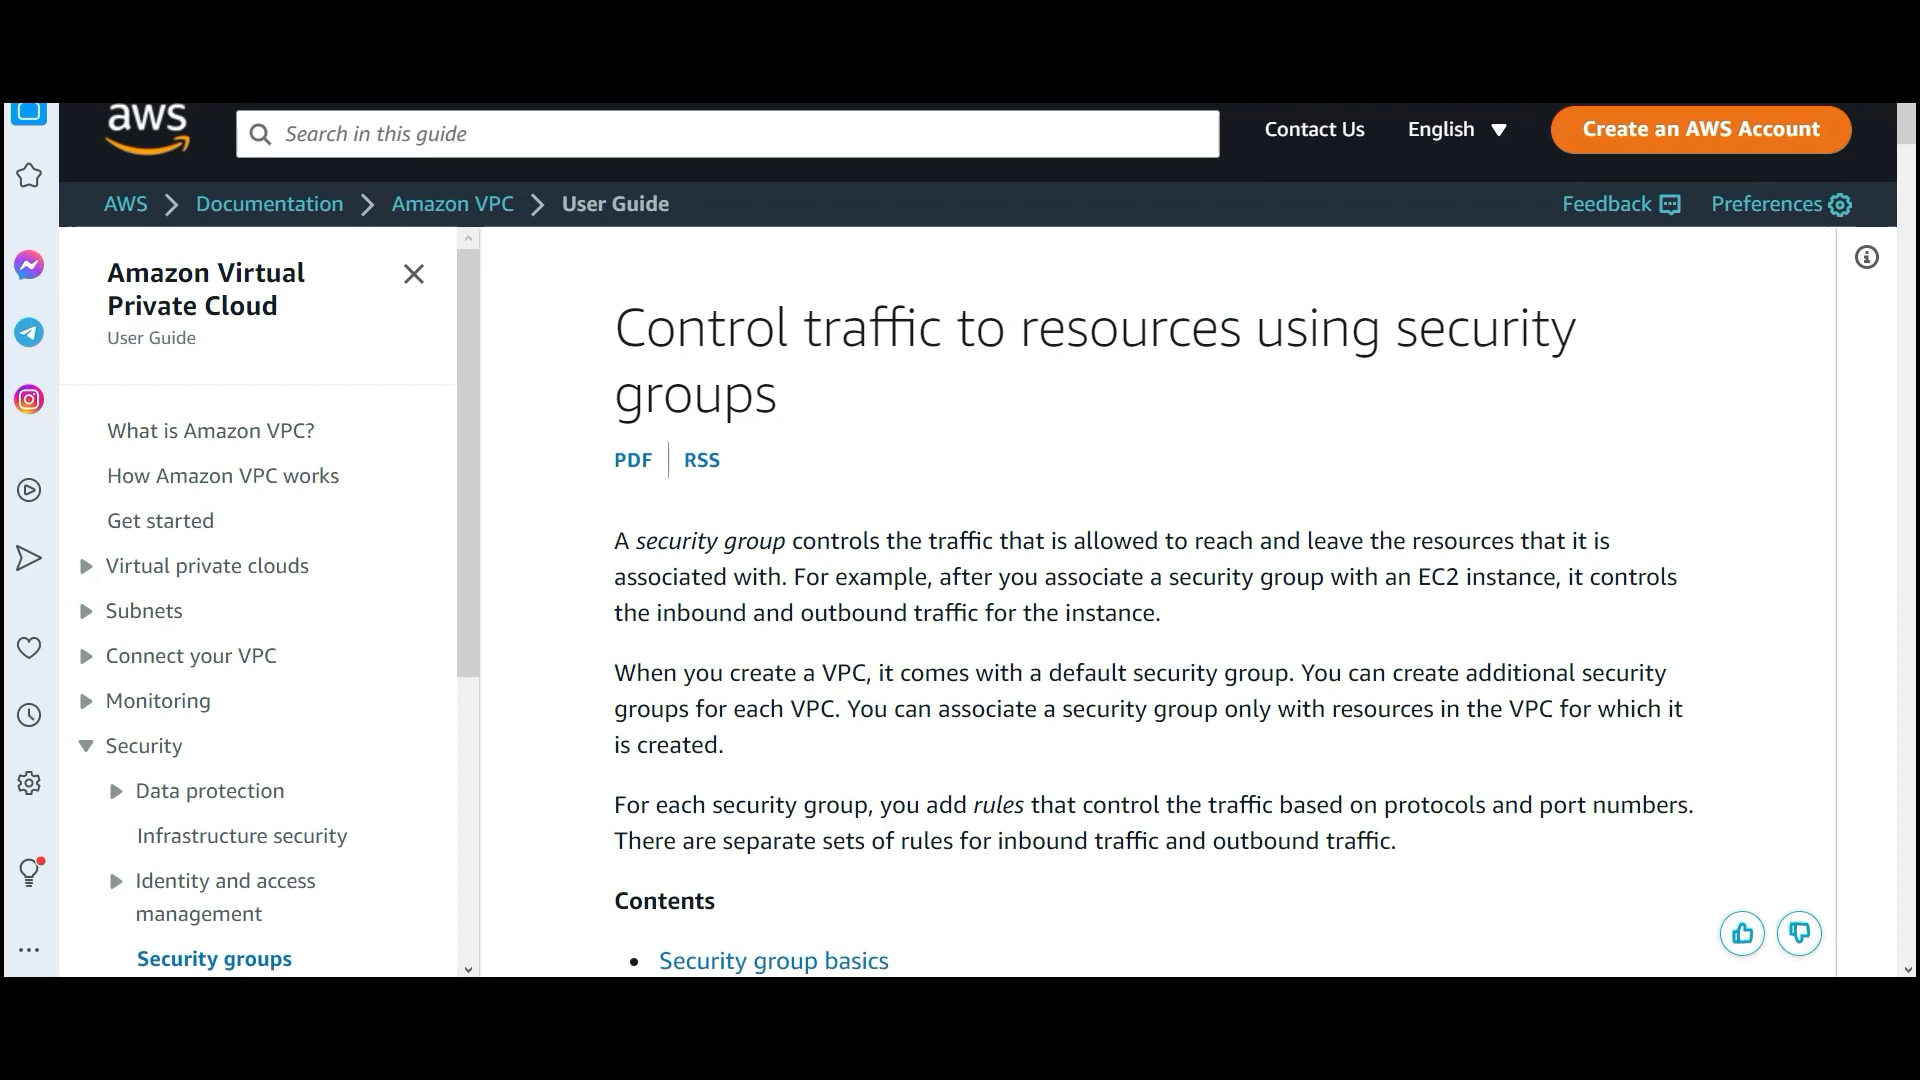 aws
Search in this guide
Contact Us
English
Create an AWS Account
AWS
Documentation
Amazon VPC
User Guide
Feedback
Preferences
Amazon Virtual
Private Cloud
User Guide
What is Amazon VPC?
How Amazon VPC works
Get started
Virtual private clouds
Subnets
Connect your VPC
Monitoring
Security
Data protection
Infrastructure security
Identity and access
management
Security groups
Control traffic to resources using security
groups
PDF
RSS
A security group controls the traffic that is allowed to reach and leave the resources that it is
associated with. For example, after you associate a security group with an EC2 instance, it controls
the inbound and outbound traffic for the instance.
When you create a VPC, it comes with a default security group. You can create additional security
groups for each VPC. You can associate a security group only with resources in the VPC for which it
is created.
For each security group, you add rules that control the traffic based on protocols and port numbers.
There are separate sets of rules for inbound traffic and outbound traffic.
Contents
• Security group basics